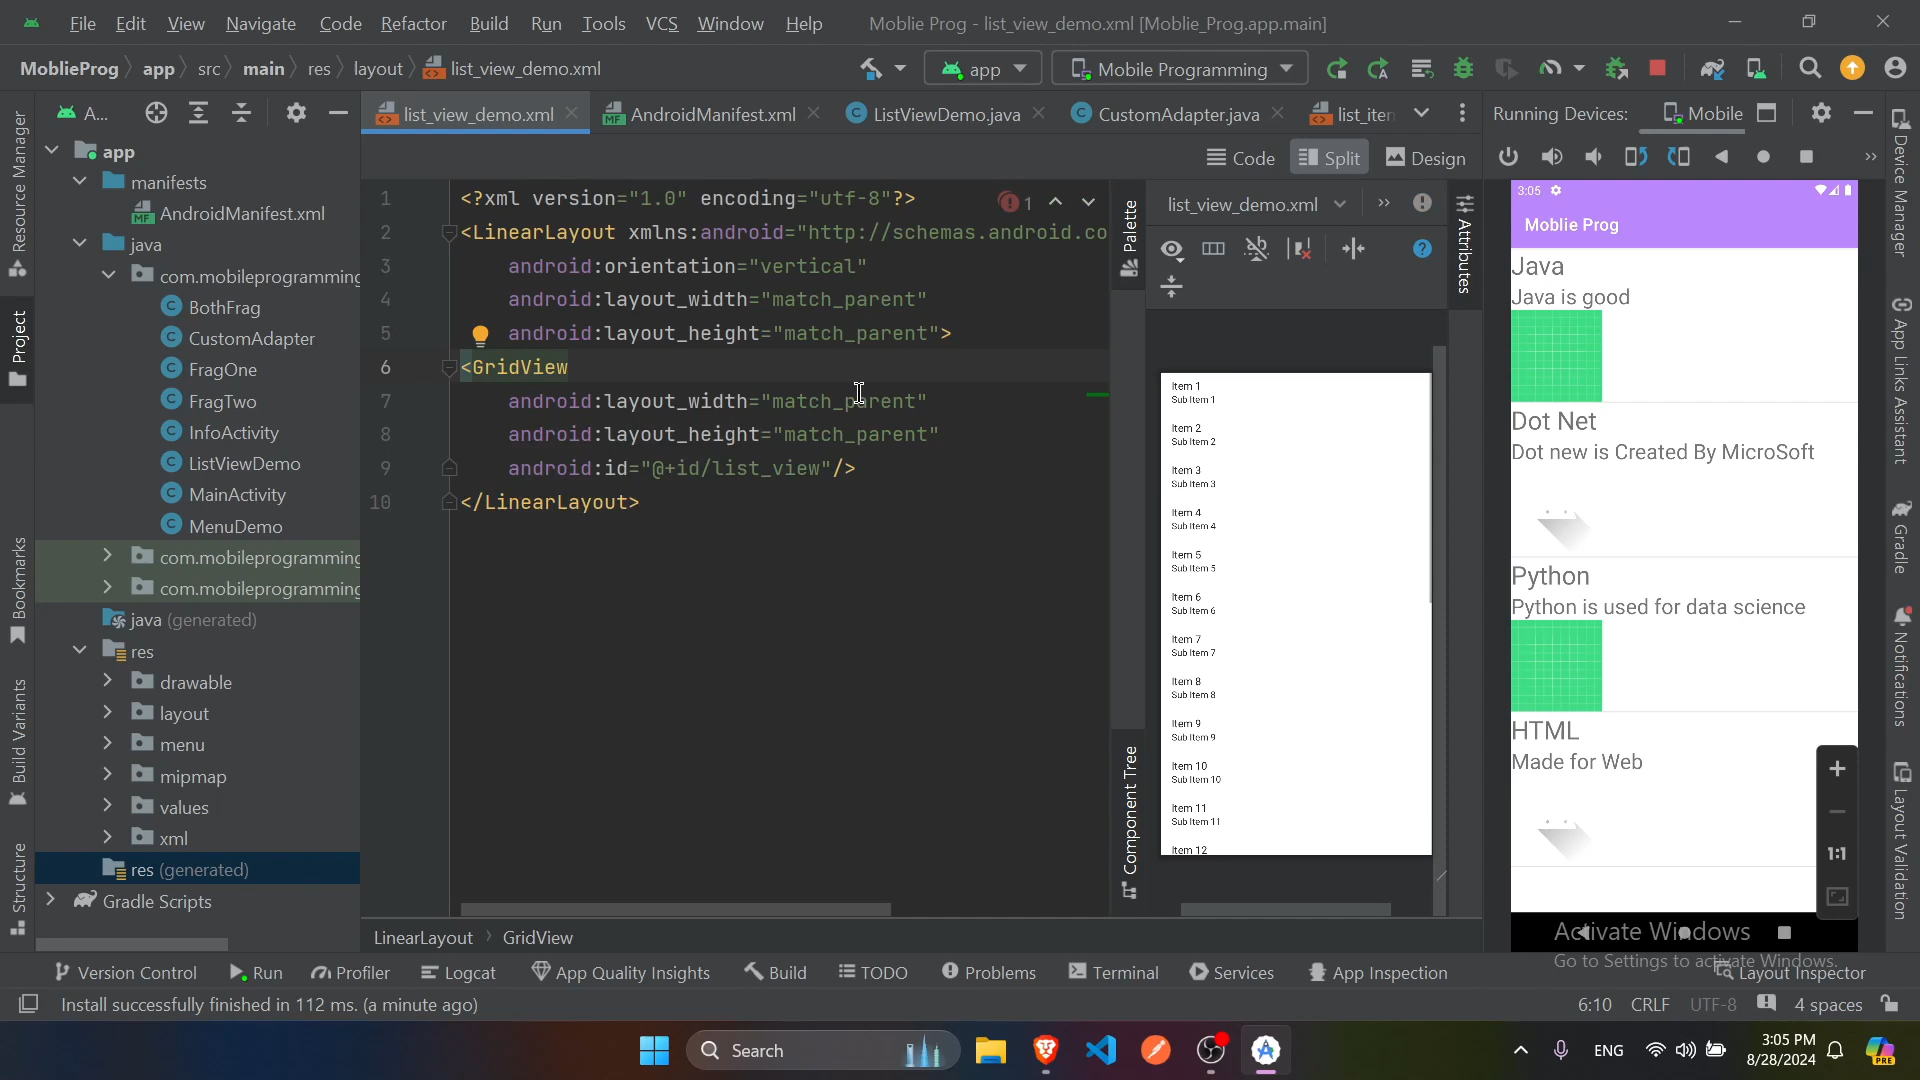 File Edit View Navigate Code Refactor Build Run Tools VCS Window Help Moblie Prog - list_view_demo.xml [Moblie_Prog.app.main]
MoblieProg app src main res layout list_view_demo.xml app Mobile Programming
A... list_view_demo.xml AndroidManifest.xml ListViewDemo.java CustomAdapter.java list_iter Running Devices: Mobile
Code Split Design
Resource Manager
Project
Bookmarks
Build Variants
Structure
app
manifests
AndroidManifest.xml
java
com.mobileprogramming
BothFrag
CustomAdapter
FragOne
FragTwo
InfoActivity
ListViewDemo
MainActivity
MenuDemo
com.mobileprogramming
com.mobileprogramming
java (generated)
res
drawable
layout
menu
mipmap
values
xml
res (generated)
Gradle Scripts
1 <?xml version="1.0" encoding="utf-8"?>
2 <LinearLayout xmlns:android="http://schemas.android.co
3 android:orientation="vertical"
4 android:layout_width="match_parent"
5 android:layout_height="match_parent">
6 <GridView
7 android:layout_width="match_parent"
8 android:layout_height="match_parent"
9 android:id="@+id/list_view"/>
10 </LinearLayout>
1
LinearLayout GridView
Palette
Component Tree
list_view_demo.xml
Attributes
Item 1
Sub Item 1
Item 2
Sub Item 2
Item 3
Sub Item 3
Item 4
Sub Item 4
Item 5
Sub Item 5
Item 6
Sub Item 6
Item 7
Sub Item 7
Item 8
Sub Item 8
Item 9
Sub Item 9
Item 10
Sub Item 10
Item 11
Sub Item 11
Item 12
3:05
Moblie Prog
Java
Java is good
Dot Net
Dot new is Created By MicroSoft
Python
Python is used for data science
HTML
Made for Web
1:1
Device Manager
App Links Assistant
Gradle
Notifications
Layout Validation
Activate Windows
Go to Settings to activate Windows.
Version Control Run Profiler Logcat App Quality Insights Build TODO Problems Terminal Services App Inspection Layout Inspector
Install successfully finished in 112 ms. (a minute ago) 6:10 CRLF UTF-8 4 spaces
Search ENG 3:05 PM
8/28/2024
PRE